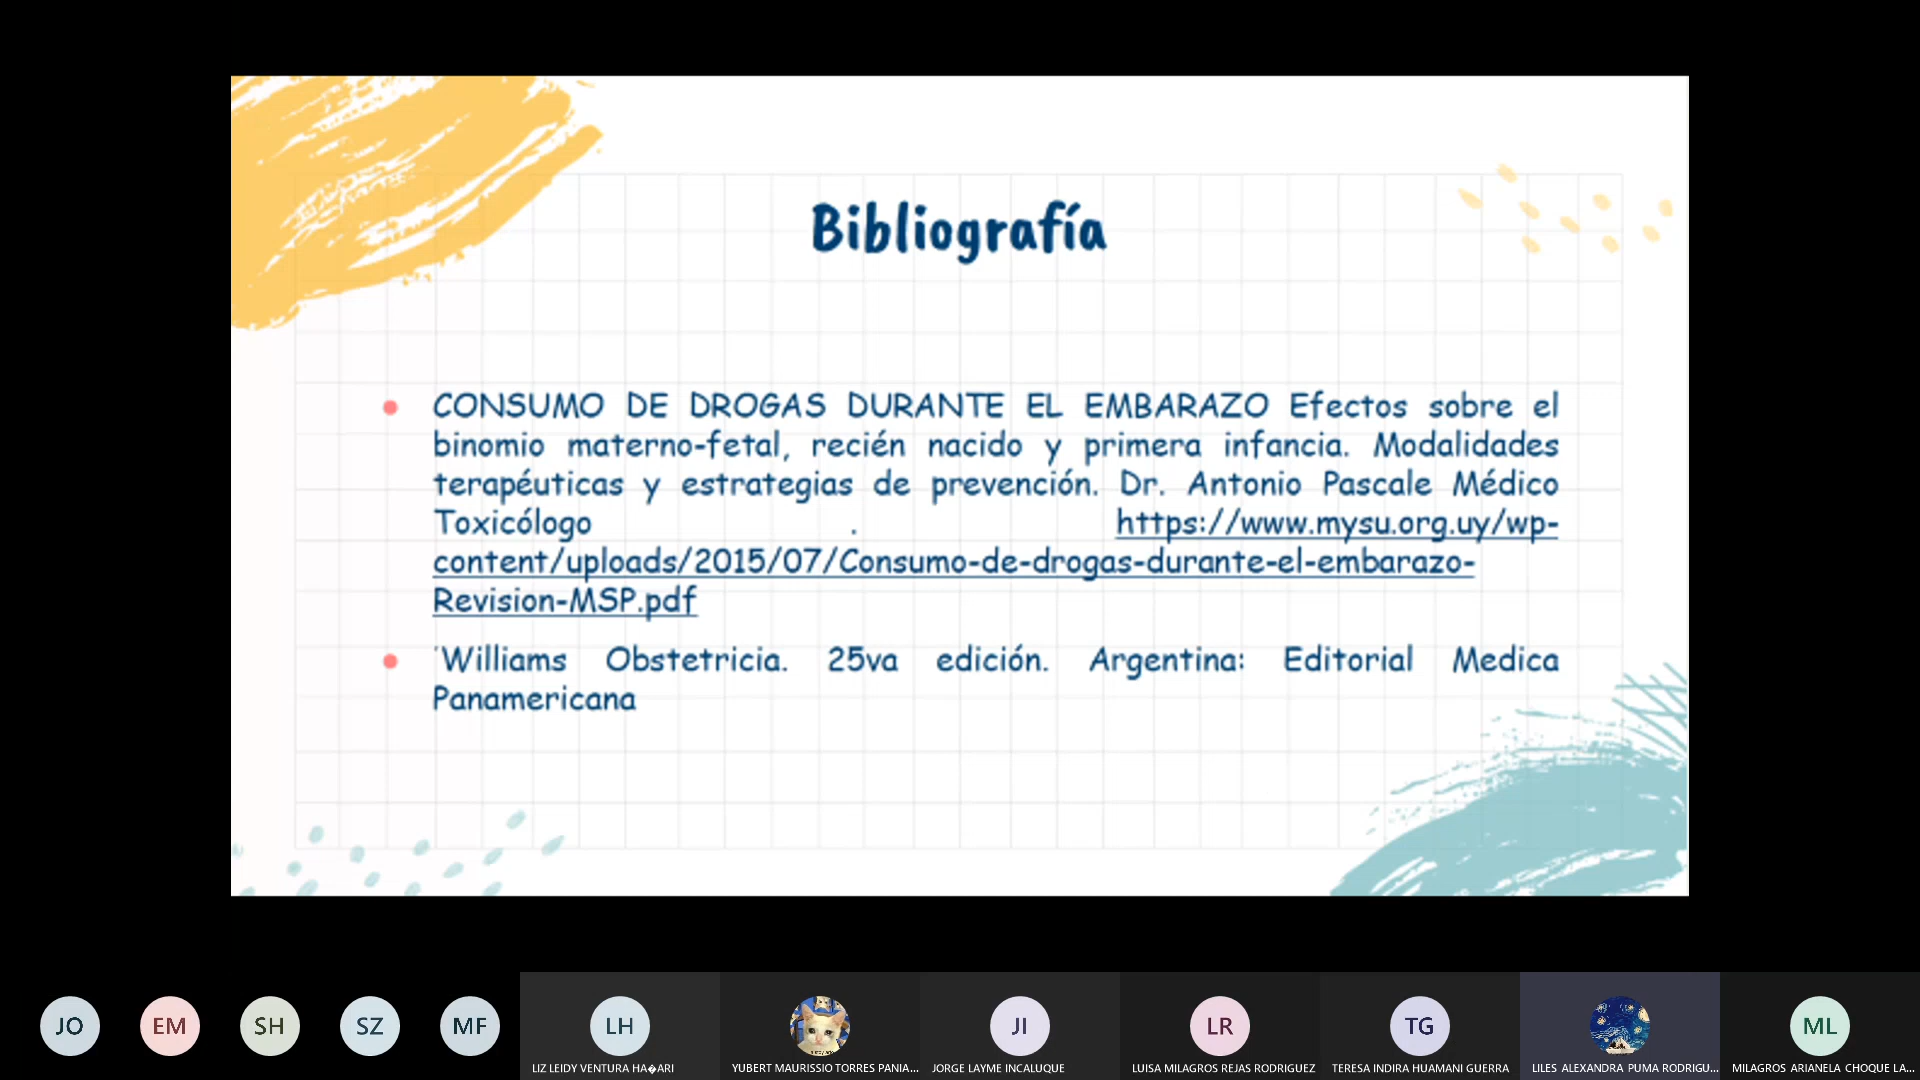 Bibliografía
CONSUMO DE DROGAS DURANTE EL EMBARAZO Efectos sobre el
binomio materno-fetal, recién nacido y primera infancia. Modalidades
terapéuticas y estrategias de prevención. Dr. Antonio Pascale Médico
Toxicólogo . https://www.mysu.org.uy/wp-
content/uploads/2015/07/Consumo-de-drogas-durante-el-embarazo-
Revision-MSP.pdf
¨Williams Obstetricia. 25va edición. Argentina: Editorial Medica
Panamericana
JO EM SH SZ MF LH JI LR TG ML
LIZ LEIDY VENTURA HA�ARI YUBERT MAURISSIO TORRES PANIA... JORGE LAYME INCALUQUE LUISA MILAGROS REJAS RODRIGUEZ TERESA INDIRA HUAMANI GUERRA LILES ALEXANDRA PUMA RODRIGU... MILAGROS ARIANELA CHOQUE LA...